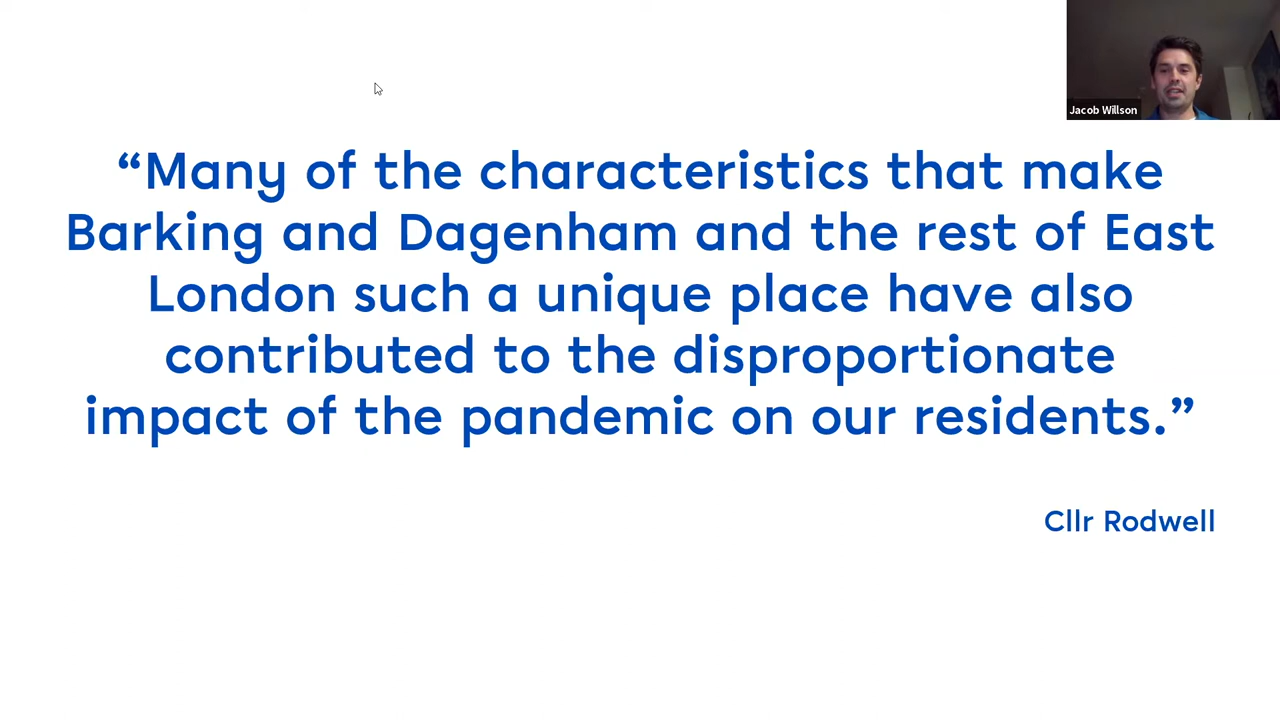 Jacob Willson
“Many of the characteristics that make
Barking and Dagenham and the rest of East
London such a unique place have also
contributed to the disproportionate
impact of the pandemic on our residents.”
Cllr Rodwell